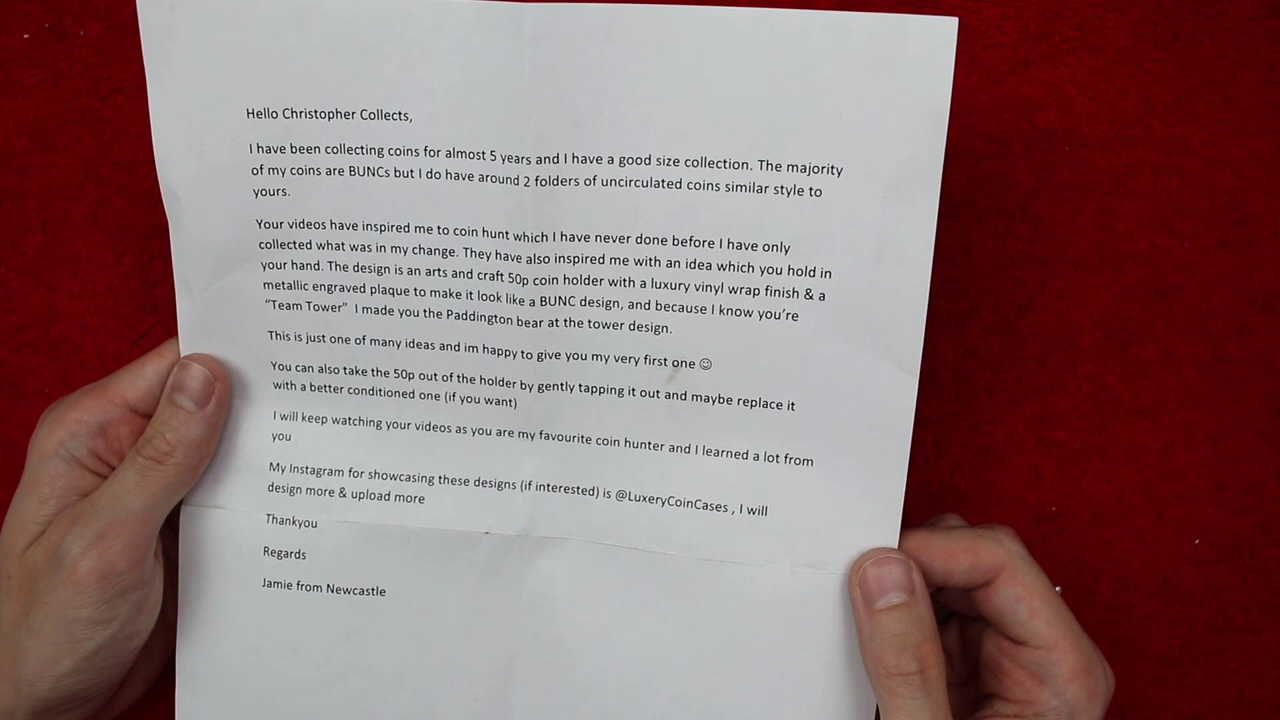 Hello Christopher Collects,
I have been collecting coins for almost 5 years and I have a good size collection. The majority
of my coins are BUNCs but I do have around 2 folders of uncirculated coins similar style to
yours.
Your videos have inspired me to coin hunt which I have never done before I have only
collected what was in my change. They have also inspired me with an idea which you hold in
your hand. The design is an arts and craft 50p coin holder with a luxury vinyl wrap finish & a
metallic engraved plaque to make it look like a BUNC design, and because I know you’re
“Team Tower”  I made you the Paddington bear at the tower design.
This is just one of many ideas and im happy to give you my very first one ☺
You can also take the 50p out of the holder by gently tapping it out and maybe replace it
with a better conditioned one (if you want)
I will keep watching your videos as you are my favourite coin hunter and I learned a lot from
you
My Instagram for showcasing these designs (if interested) is @LuxeryCoinCases , I will
design more & upload more
Thankyou
Regards
Jamie from Newcastle